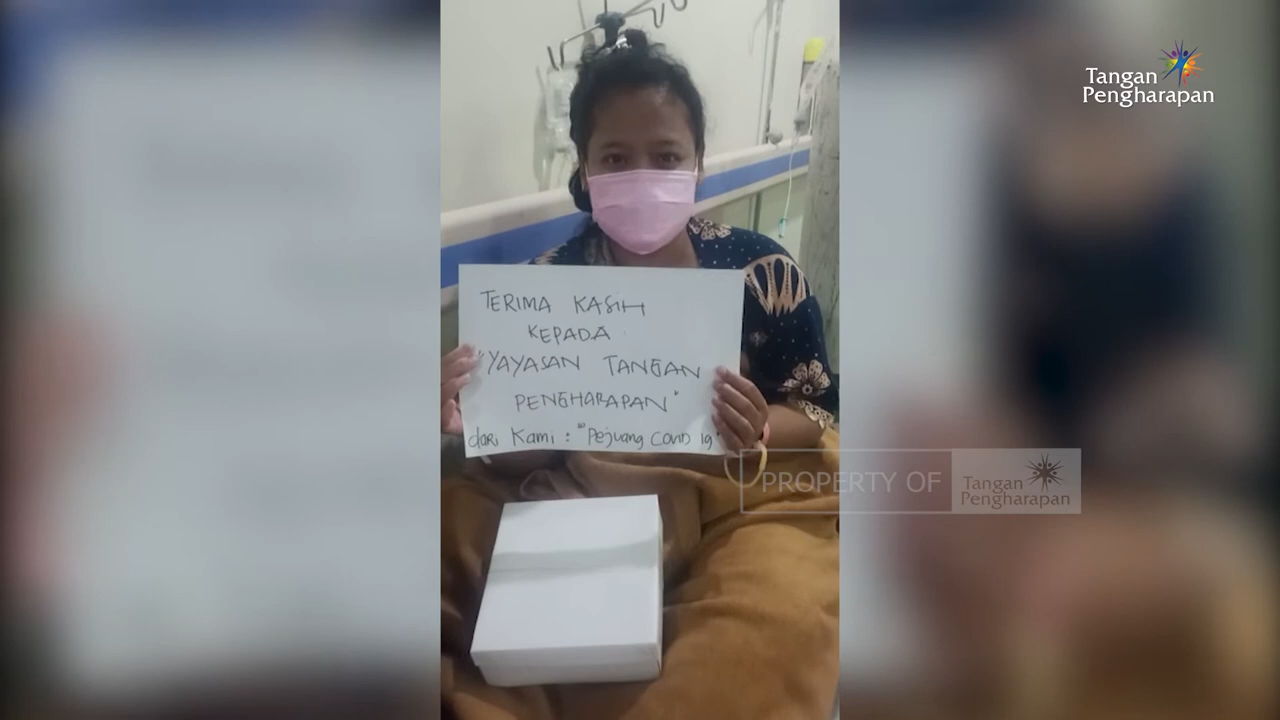 Tangan
Pengharapan
TERIMA KASIH
KEPADA
"YAYASAN TANGAN
PENGHARAPAN"
dari Kami : "Pejuang Covid 19"
PROPERTY OF
Tangan
Pengharapan